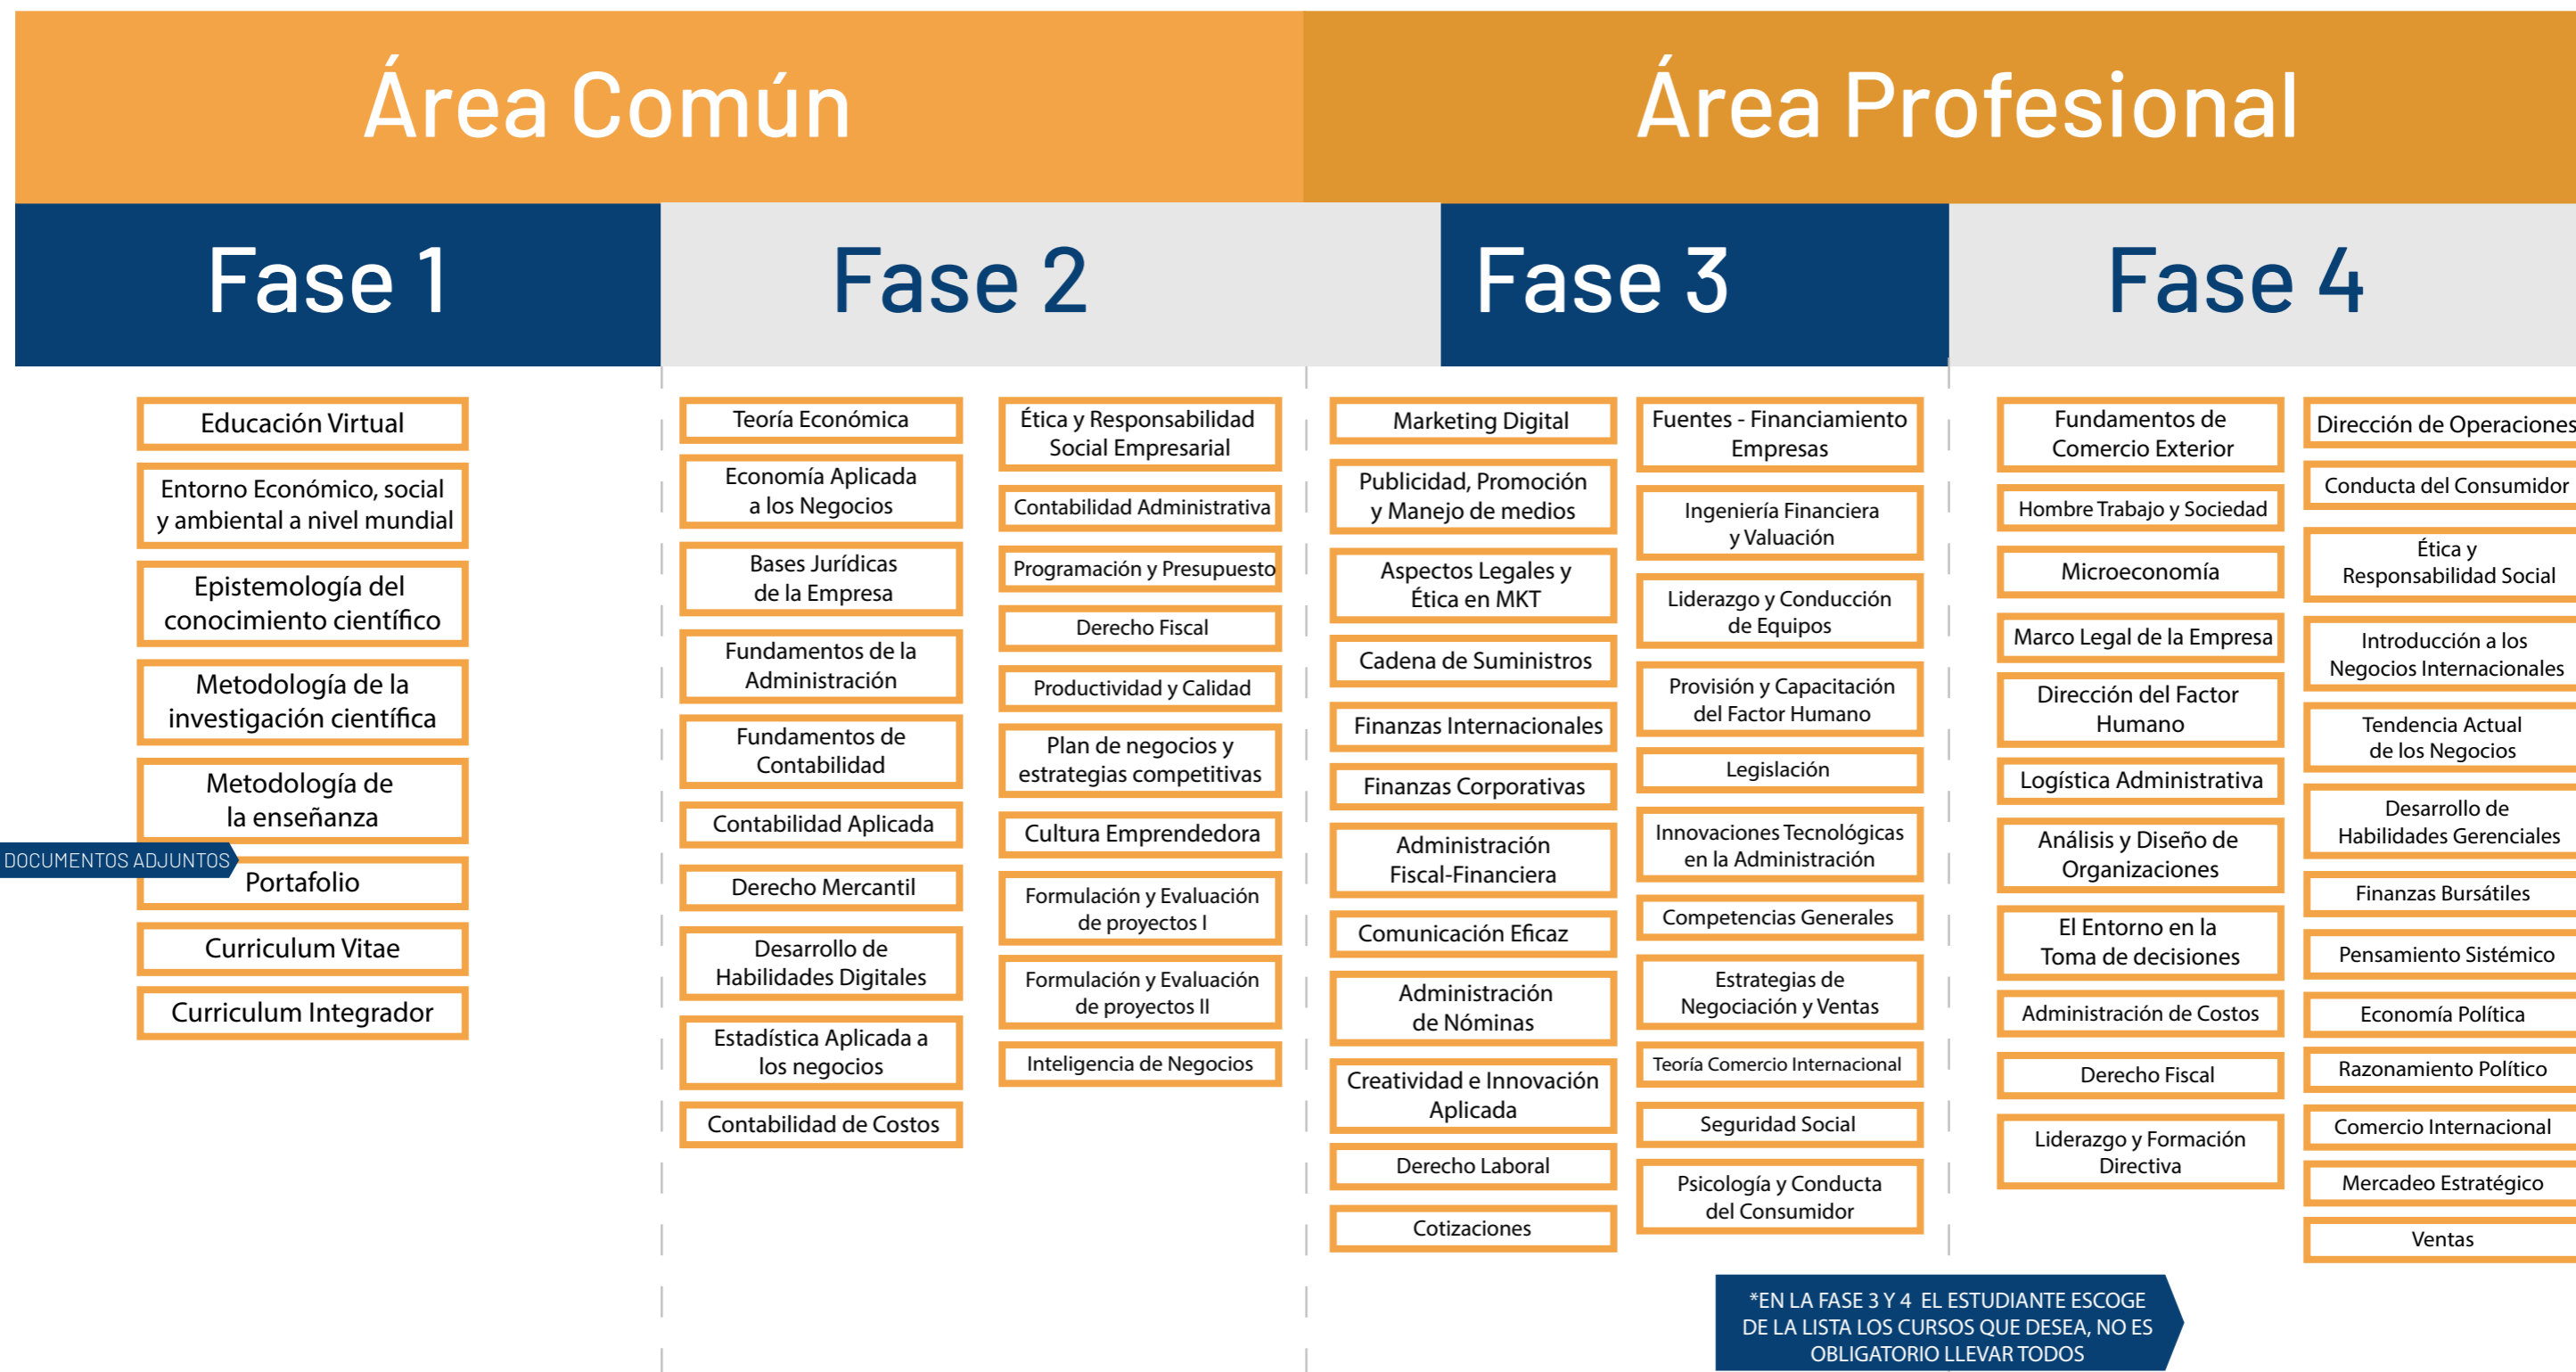 Área Común
Área Profesional
Fase 1
Fase 2
Fase 3
Fase 4
Educación Virtual
Entorno Económico, social
y ambiental a nivel mundial
Epistemología del
conocimiento científico
Metodología de la
investigación científica
Metodología de
la enseñanza
DOCUMENTOS ADJUNTOS
Portafolio
Curriculum Vitae
Curriculum Integrador
Teoría Económica
Economía Aplicada
a los Negocios
Bases Jurídicas
de la Empresa
Fundamentos de la
Administración
Fundamentos de
Contabilidad
Contabilidad Aplicada
Derecho Mercantil
Desarrollo de
Habilidades Digitales
Estadística Aplicada a
los negocios
Contabilidad de Costos
Ética y Responsabilidad
Social Empresarial
Contabilidad Administrativa
Programación y Presupuesto
Derecho Fiscal
Productividad y Calidad
Plan de negocios y
estrategias competitivas
Cultura Emprendedora
Formulación y Evaluación
de proyectos I
Formulación y Evaluación
de proyectos II
Inteligencia de Negocios
Marketing Digital
Publicidad, Promoción
y Manejo de medios
Aspectos Legales y
Ética en MKT
Cadena de Suministros
Finanzas Internacionales
Finanzas Corporativas
Administración
Fiscal-Financiera
Comunicación Eficaz
Administración
de Nóminas
Creatividad e Innovación
Aplicada
Derecho Laboral
Cotizaciones
Fuentes - Financiamiento
Empresas
Ingeniería Financiera
y Valuación
Liderazgo y Conducción
de Equipos
Provisión y Capacitación
del Factor Humano
Legislación
Innovaciones Tecnológicas
en la Administración
Competencias Generales
Estrategias de
Negociación y Ventas
Teoría Comercio Internacional
Seguridad Social
Psicología y Conducta
del Consumidor
Fundamentos de
Comercio Exterior
Hombre Trabajo y Sociedad
Microeconomía
Marco Legal de la Empresa
Dirección del Factor
Humano
Logística Administrativa
Análisis y Diseño de
Organizaciones
El Entorno en la
Toma de decisiones
Administración de Costos
Derecho Fiscal
Liderazgo y Formación
Directiva
Dirección de Operaciones
Conducta del Consumidor
Ética y
Responsabilidad Social
Introducción a los
Negocios Internacionales
Tendencia Actual
de los Negocios
Desarrollo de
Habilidades Gerenciales
Finanzas Bursátiles
Pensamiento Sistémico
Economía Política
Razonamiento Político
Comercio Internacional
Mercadeo Estratégico
Ventas
*EN LA FASE 3 Y 4 EL ESTUDIANTE ESCOGE
DE LA LISTA LOS CURSOS QUE DESEA, NO ES
OBLIGATORIO LLEVAR TODOS